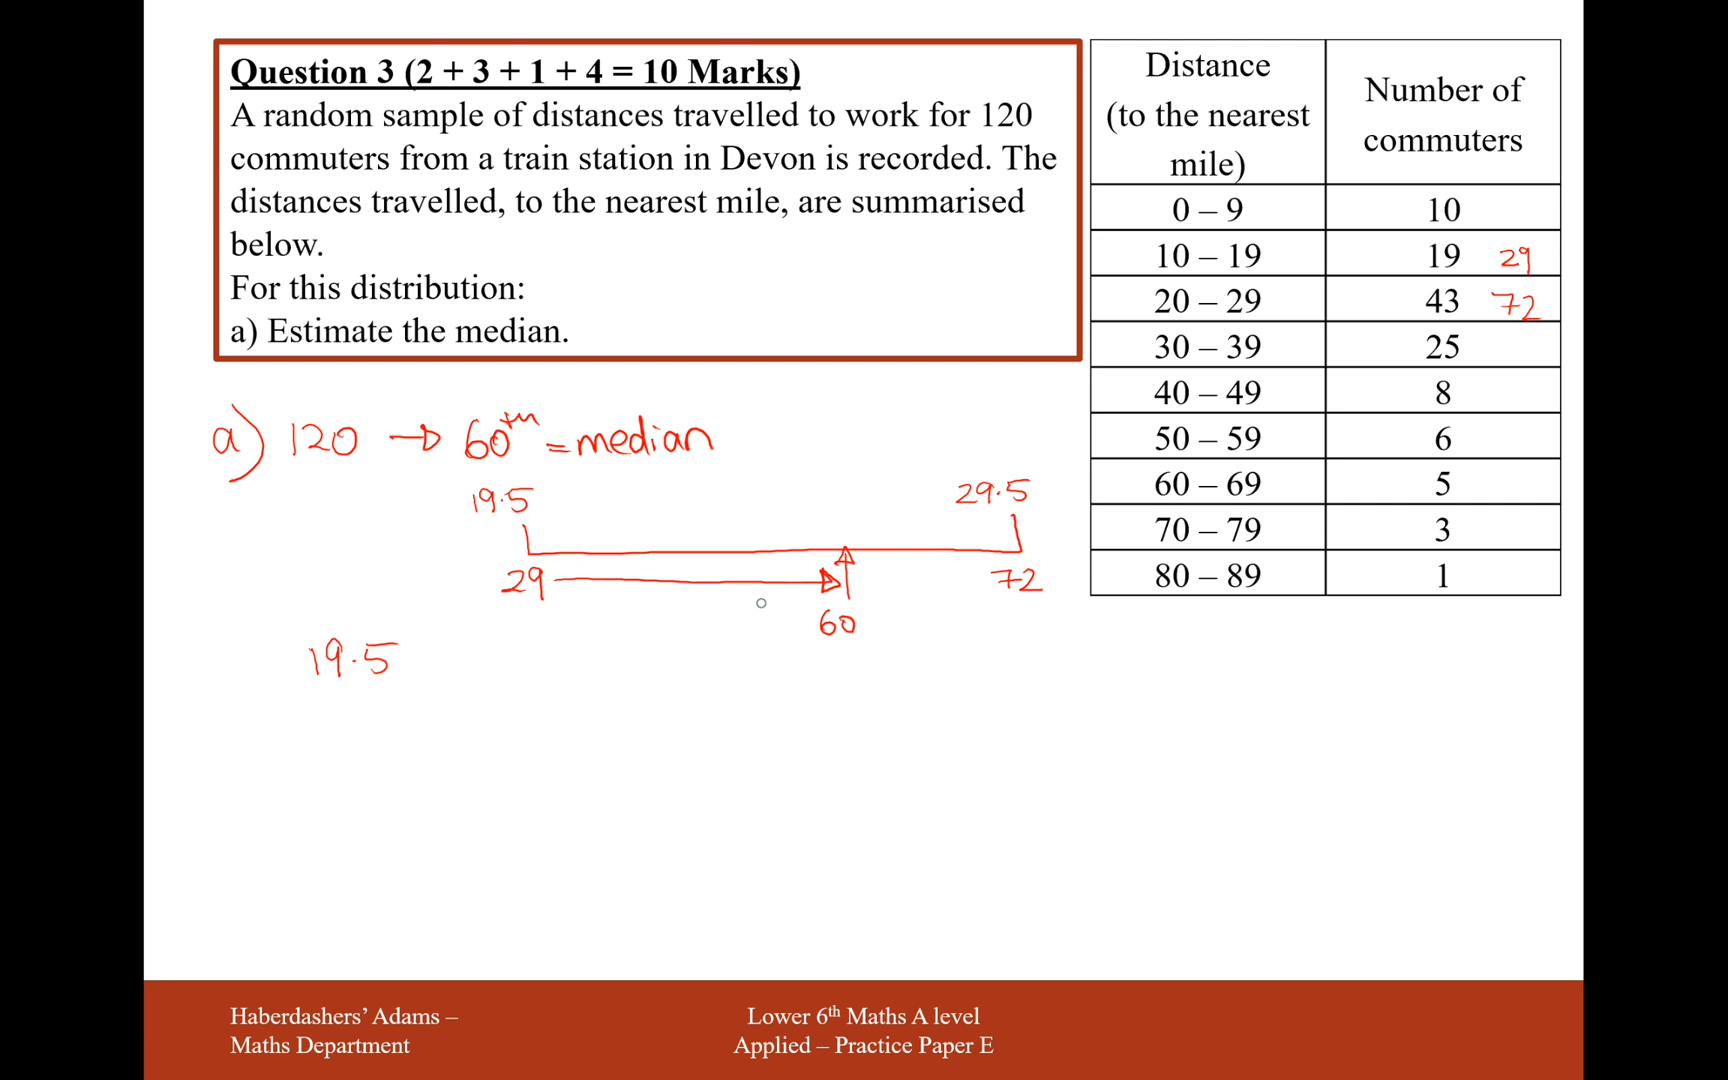 Question 3 (2 + 3 + 1 + 4 = 10 Marks)
A random sample of distances travelled to work for 120
commuters from a train station in Devon is recorded. The
distances travelled, to the nearest mile, are summarised
below.
For this distribution:
a) Estimate the median.
Distance (to the nearest mile) Number of commuters
0 – 9 10
10 – 19 19 29
20 – 29 43 72
30 – 39 25
40 – 49 8
50 – 59 6
60 – 69 5
70 – 79 3
80 – 89 1
a) 120 → 60th = median
19.5 29.5
29 72
60
19.5
Haberdashers’ Adams –
Maths Department
Lower 6th Maths A level
Applied – Practice Paper E